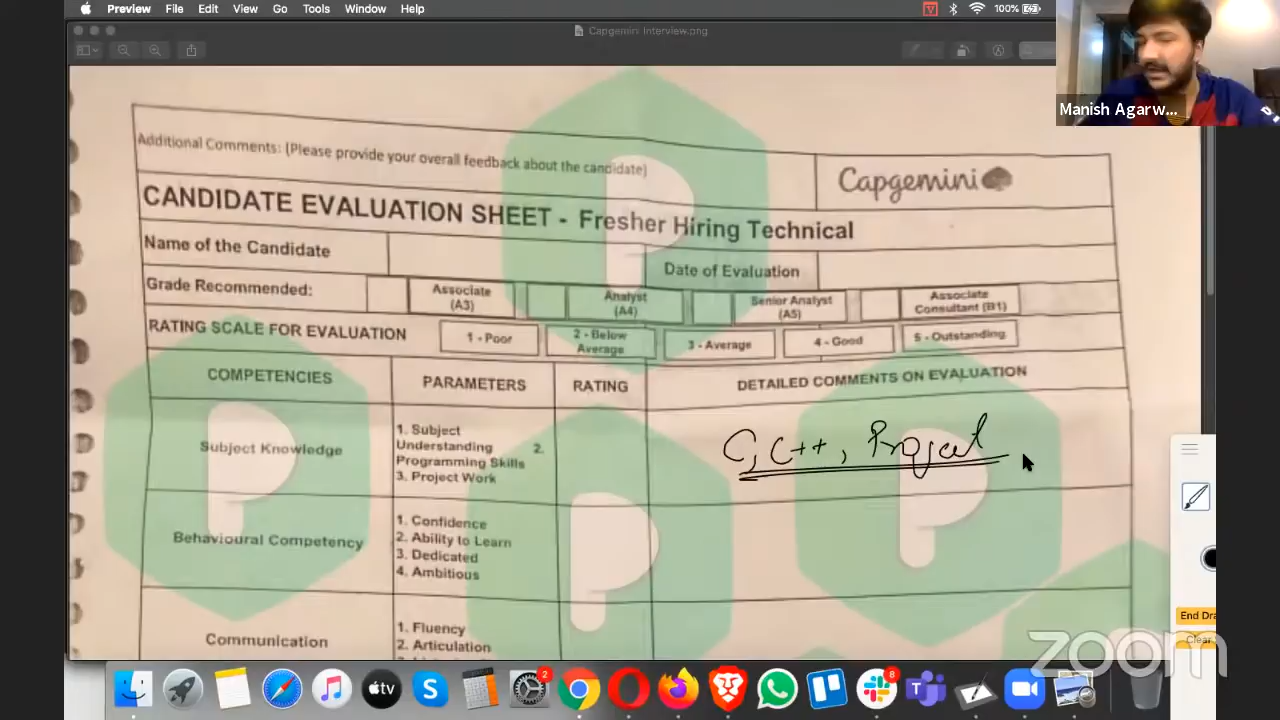 Preview File Edit View Go Tools Window Help
100%
Capgemini Interview.png
Manish Agarw...
Additional Comments: (Please provide your overall feedback about the candidate)
Capgemini
CANDIDATE EVALUATION SHEET - Fresher Hiring Technical
Name of the Candidate
Date of Evaluation
Grade Recommended:
Associate
(A3)
Analyst
(A4)
Senior Analyst
(A5)
Associate
Consultant (B1)
RATING SCALE FOR EVALUATION
1 - Poor
2 - Below
Average
3 - Average
4 - Good
5 - Outstanding
COMPETENCIES
PARAMETERS
RATING
DETAILED COMMENTS ON EVALUATION
Subject Knowledge
1. Subject
Understanding 2.
Programming Skills
3. Project Work
C, C++, Project
Behavioural Competency
1. Confidence
2. Ability to Learn
3. Dedicated
4. Ambitious
Communication
1. Fluency
2. Articulation
End Dra
Clear
zoom
tv
2
8